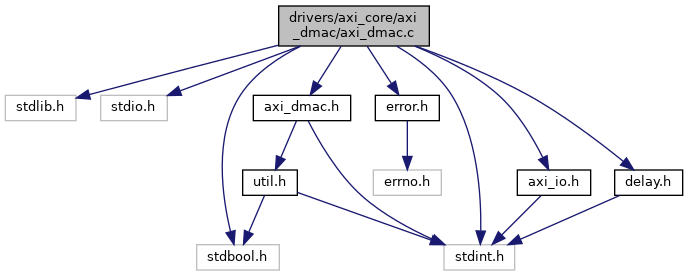 drivers/axi_core/axi
_dmac/axi_dmac.c
stdlib.h
stdio.h
axi_dmac.h
error.h
util.h
errno.h
axi_io.h
delay.h
stdbool.h
stdint.h